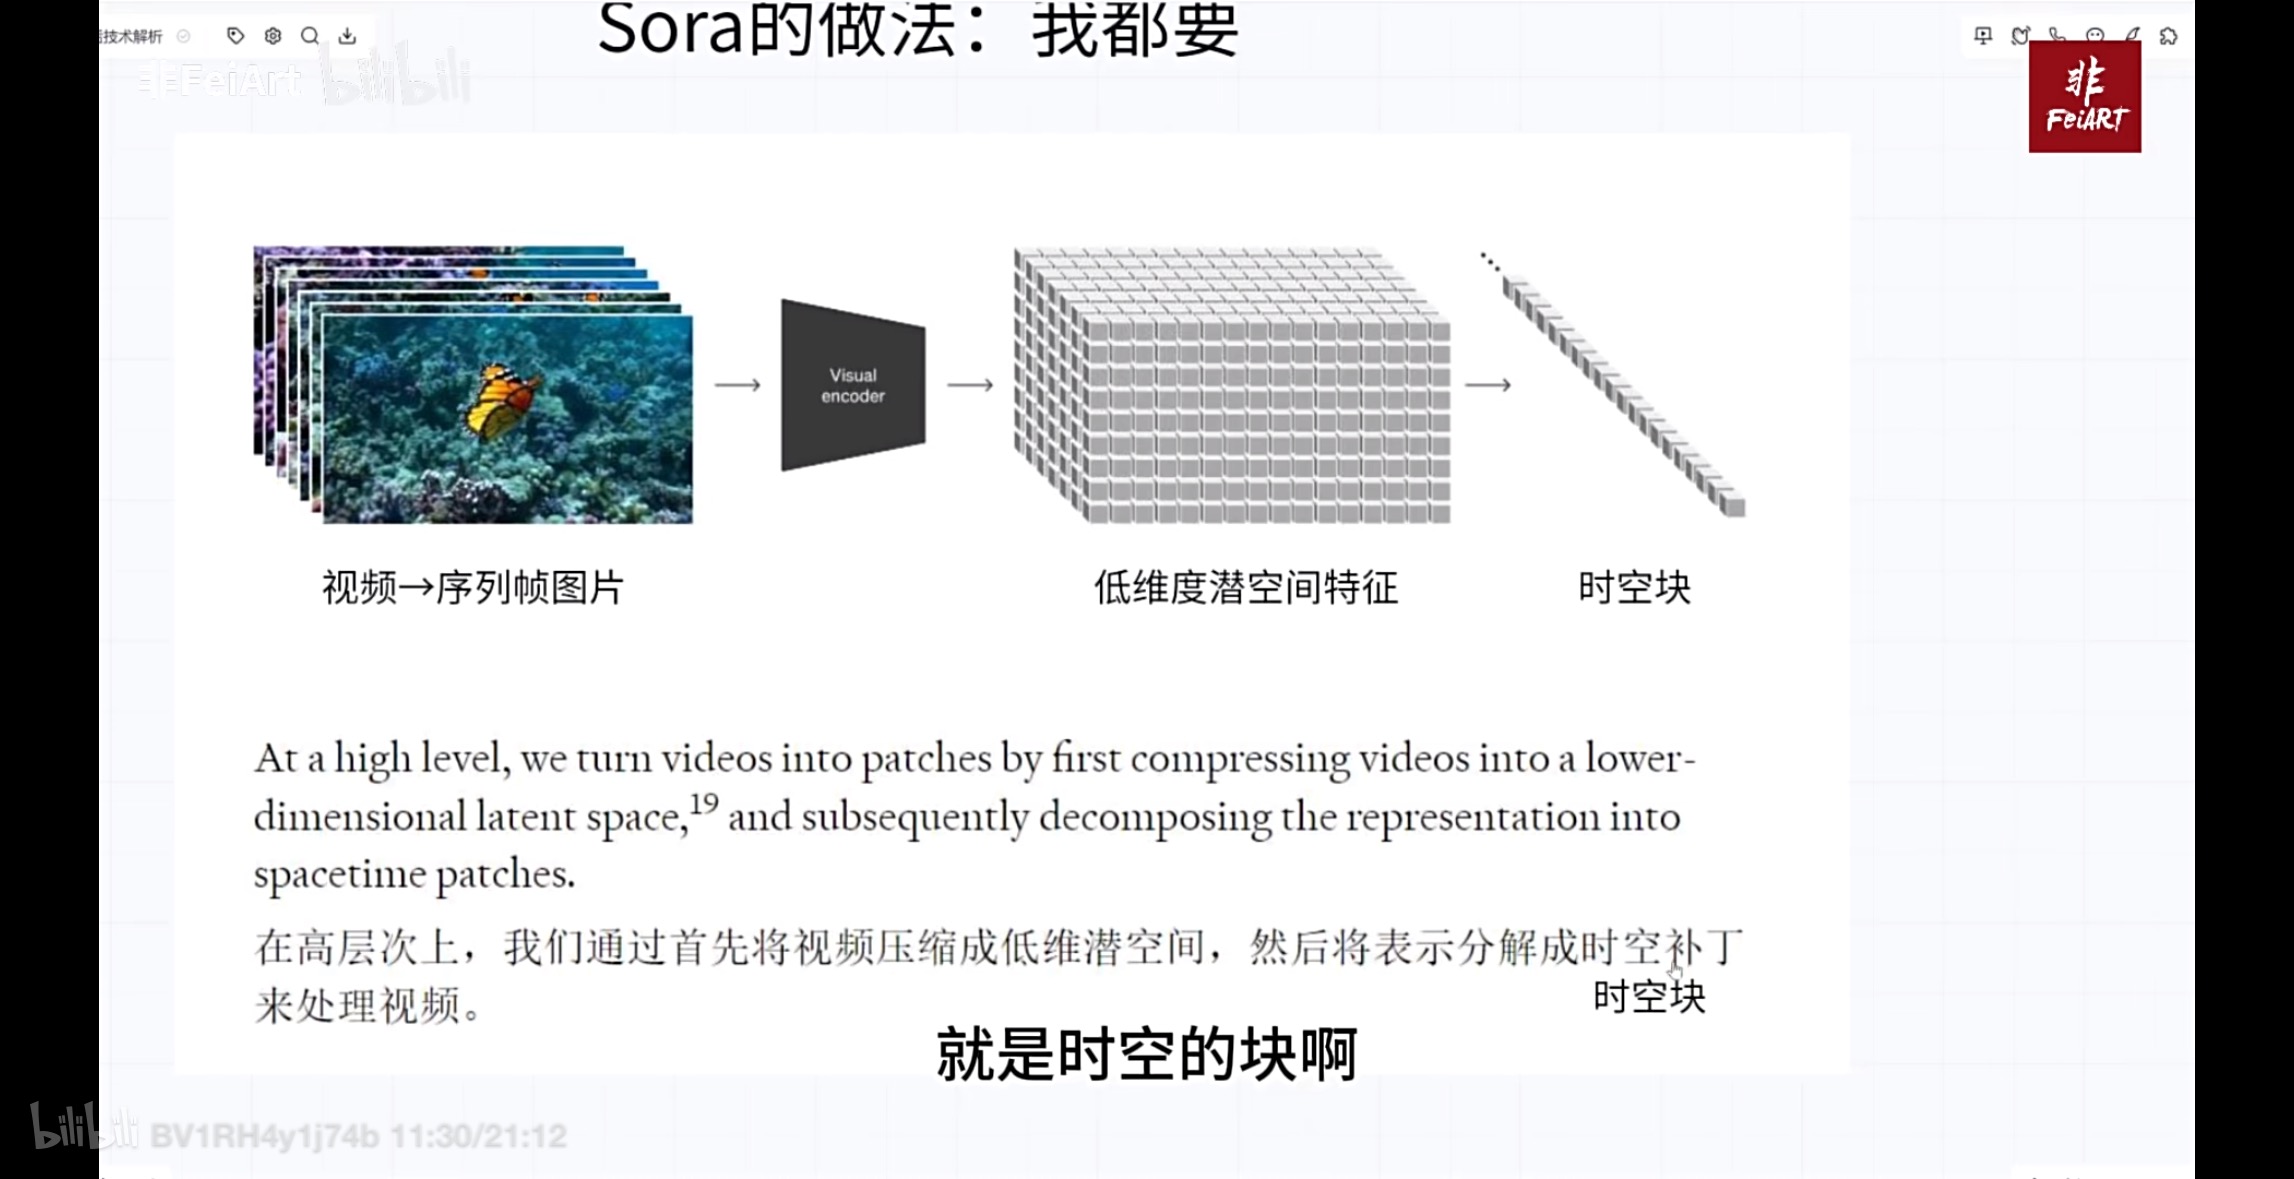 Sora的做法：我都要
技术解析
非FeiArt bilibili
非
FeiART
Visual
encoder
视频→序列帧图片
低维度潜空间特征
时空块
At a high level, we turn videos into patches by first compressing videos into a lower-
dimensional latent space,19 and subsequently decomposing the representation into
spacetime patches.
在高层次上，我们通过首先将视频压缩成低维潜空间，然后将表示分解成时空补丁
来处理视频。
时空块
就是时空的块啊
bilibili BV1RH4y1j74b 11:30/21:12